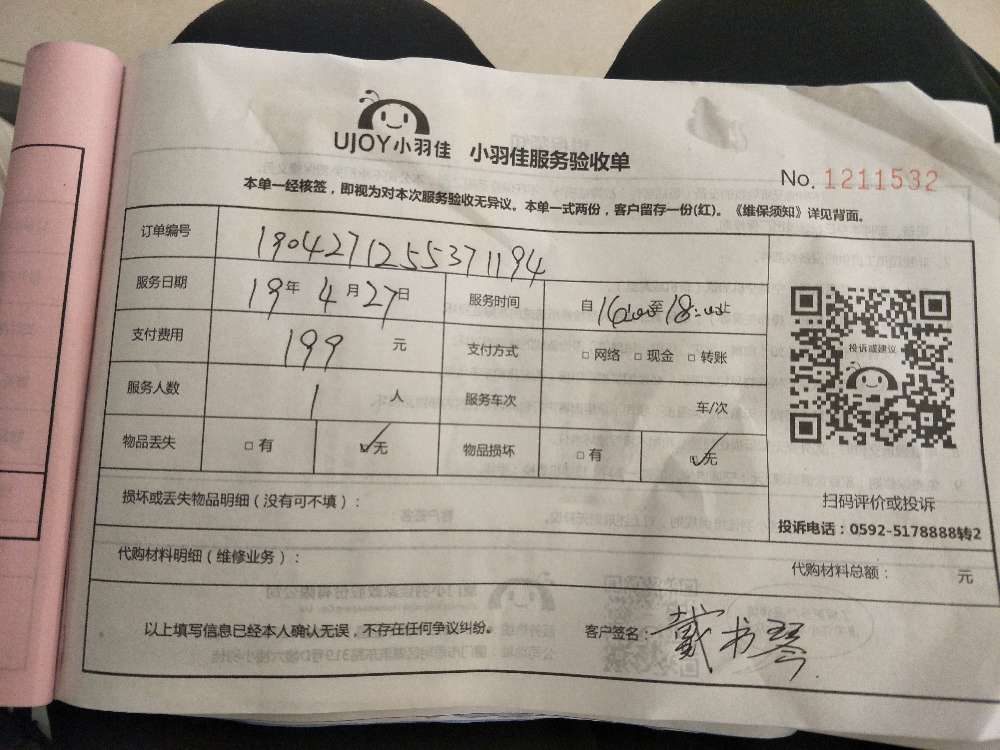 UJOY小羽佳 小羽佳服务验收单
No. 1211532
本单一经核签，即视为对本次服务验收无异议。本单一式两份，客户留存一份(红)。《维保须知》详见背面。
订单编号 1904271255371194
服务日期 19年4月27日 服务时间 自 至
支付费用 199 元 支付方式 □网络 □现金 □转账
服务人数 1 人 服务车次 车/次
物品丢失 □有 ☑无 物品损坏 □有 ☑无
投诉或建议
扫码评价或投诉
投诉电话：0592-5178888转2
损坏或丢失物品明细（没有可不填）：
代购材料明细（维修业务）：
代购材料总额： 元
以上填写信息已经本人确认无误，不存在任何争议纠纷。
客户签名：戴书琴